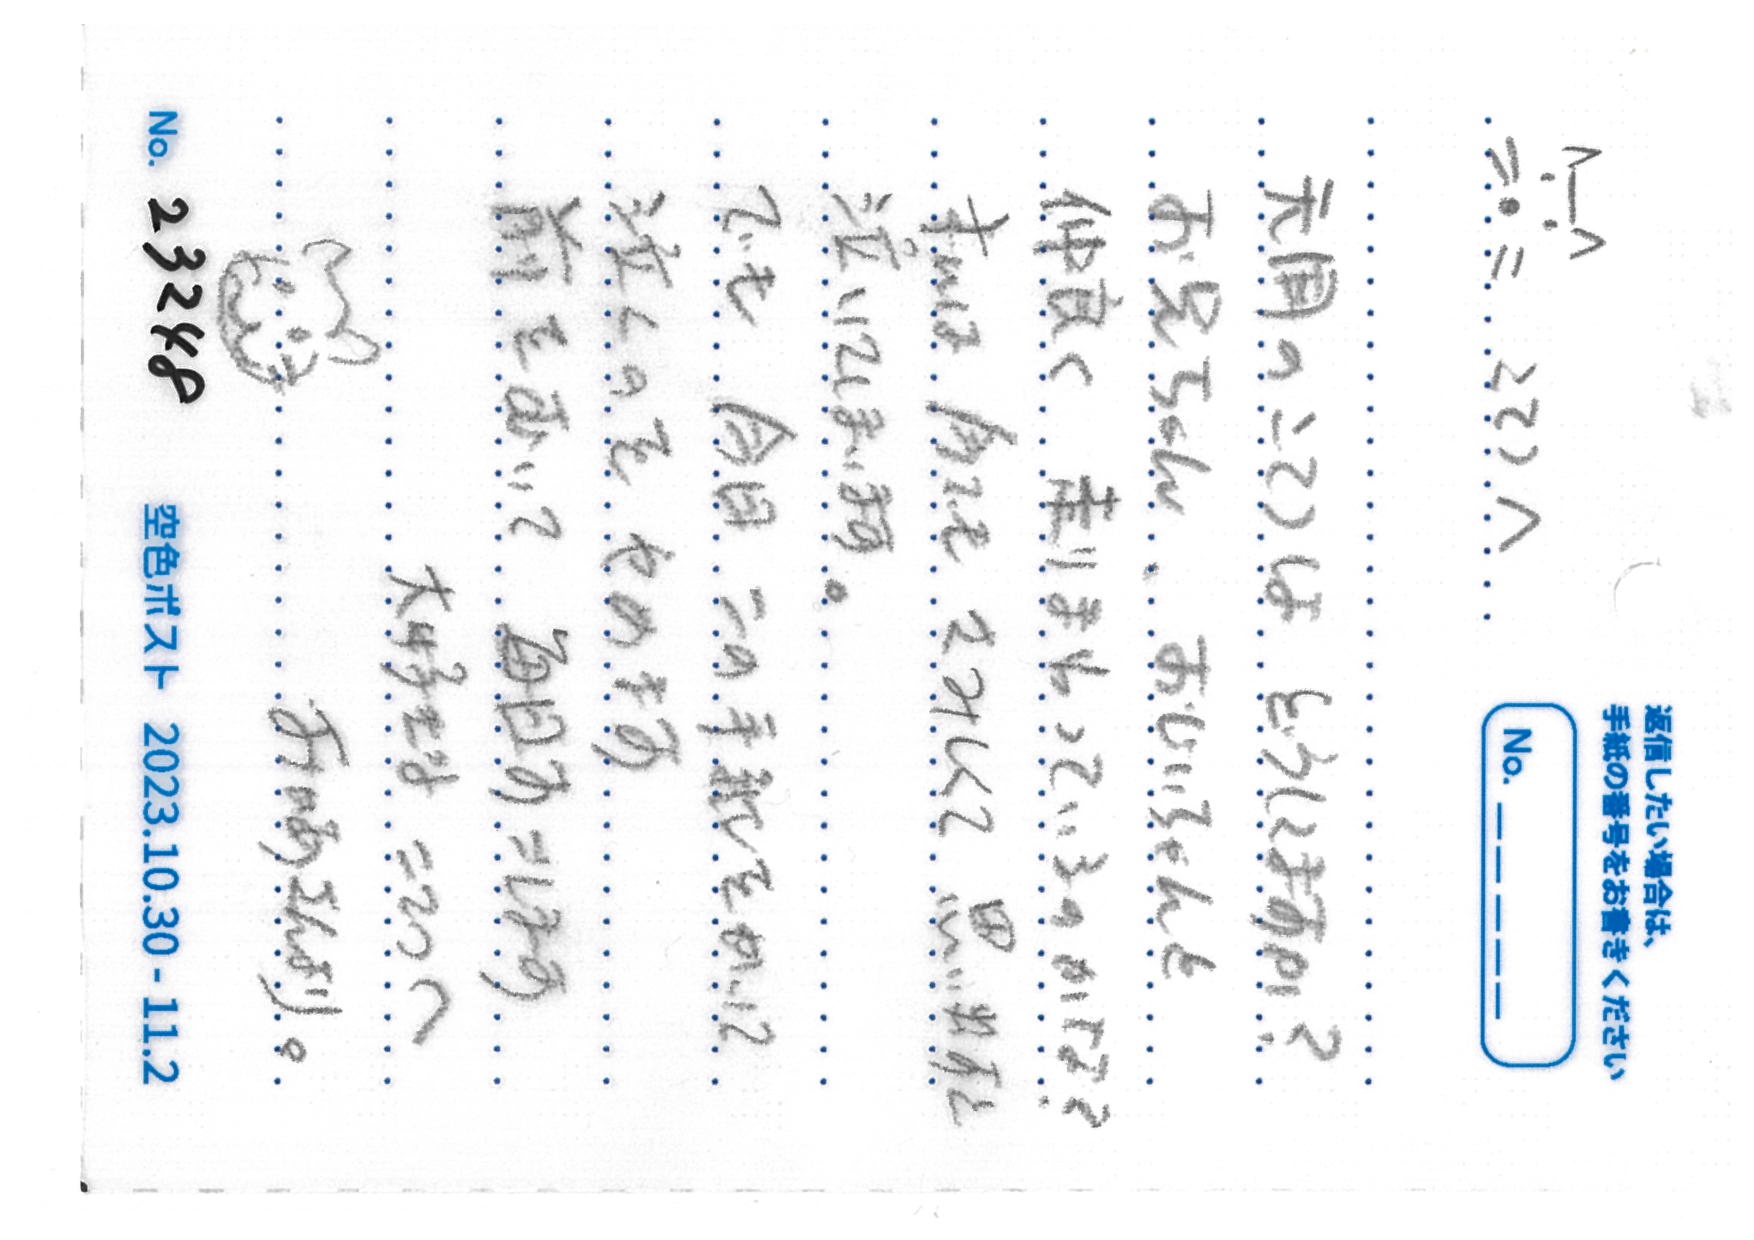 返信したい場合は、
手紙の番号をお書きください
No. _ _ _ _ _
こてつへ
天国のこてつは どうしてますか?
お兄ちゃん、おじいちゃんと
仲良く 走りまわっているのかな?
私は 今でも さみしくて 思い出すと
泣いてしまいます。
でも 今日 この手紙をかいて
泣くのを やめます
前をむいて 毎日すごします
大好きな こてつへ
おかあさんより。
No. 23248
空色ポスト 2023.10.30 - 11.2